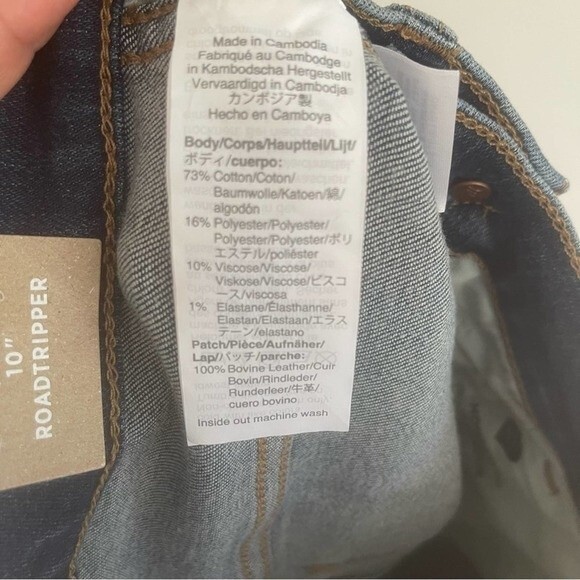 Made in Cambodia
Fabriqué au Cambodge
in Kambodscha Hergestellt
Vervaardigd in Cambodja
カンボジア製
Hecho en Camboya
Body/Corps/Hauptteil/Lijf/
ボディ/cuerpo:
73% Cotton/Coton/
Baumwolle/Katoen/綿/
algodón
16% Polyester/Polyester/
Polyester/Polyester/ポリ
エステル/poliéster
10% Viscose/Viscose/
Viskose/Viscose/ビスコ
ース/viscosa
1% Elastane/Élasthanne/
Elastan/Elastaan/エラス
テーン/elastano
Patch/Pièce/Aufnäher/
Lap/パッチ/parche:
100% Bovine Leather/Cuir
Bovin/Rindleder/
Runderleer/牛革/
cuero bovino
Inside out machine wash
10"
ROADTRIPPER